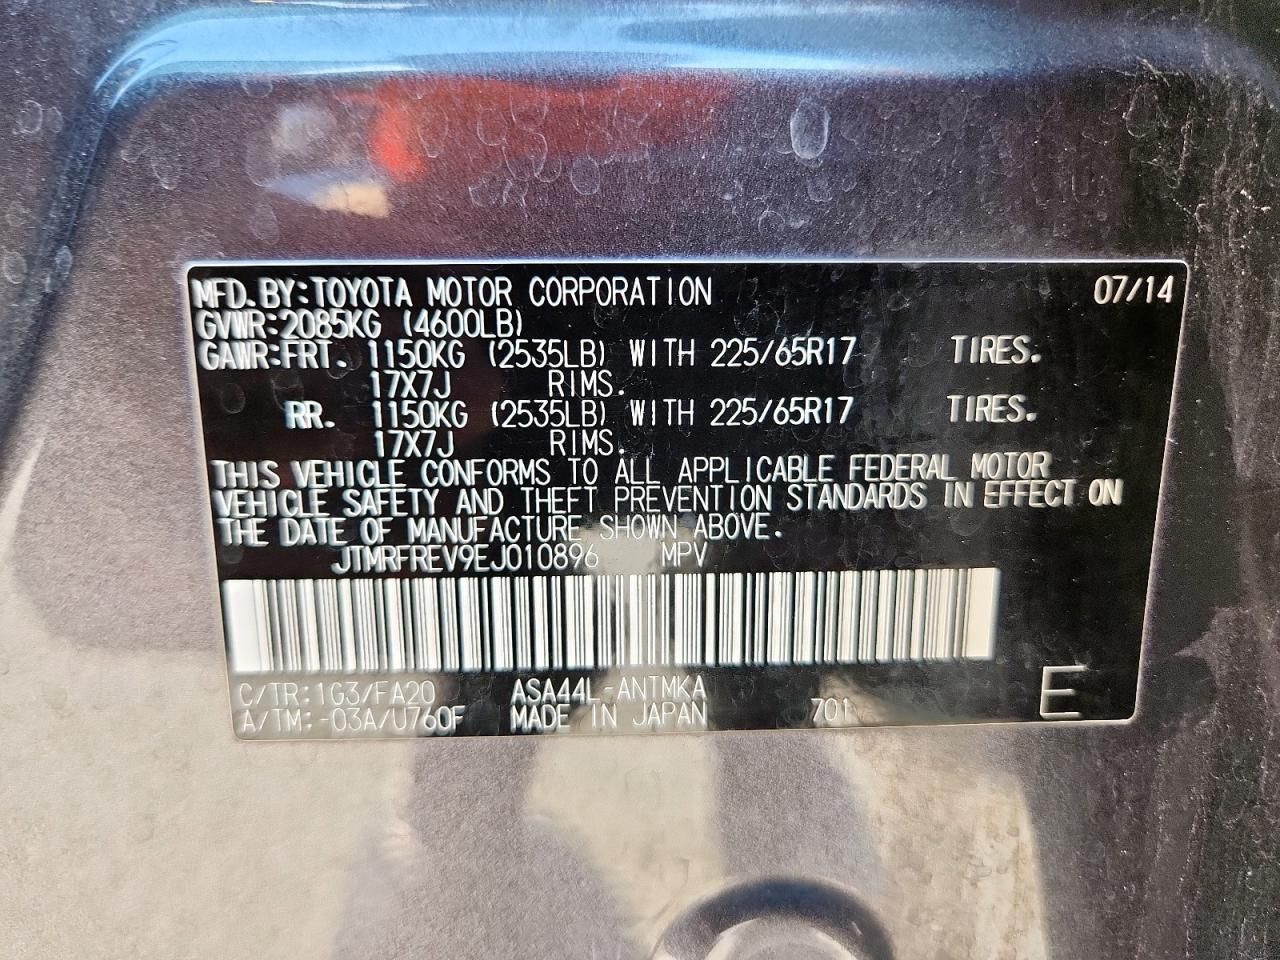 MFD.BY:TOYOTA MOTOR CORPORATION 07/14
GVWR:2085KG (4600LB)
GAWR:FRT. 1150KG (2535LB) WITH 225/65R17 TIRES.
17X7J RIMS.
RR. 1150KG (2535LB) WITH 225/65R17 TIRES.
17X7J RIMS.
THIS VEHICLE CONFORMS TO ALL APPLICABLE FEDERAL MOTOR
VEHICLE SAFETY AND THEFT PREVENTION STANDARDS IN EFFECT ON
THE DATE OF MANUFACTURE SHOWN ABOVE.
JTMRFREV9EJ010896 MPV
C/TR:1G3/FA20 ASA44L-ANTMKA
A/TM:-03A/U760F MADE IN JAPAN 701 E